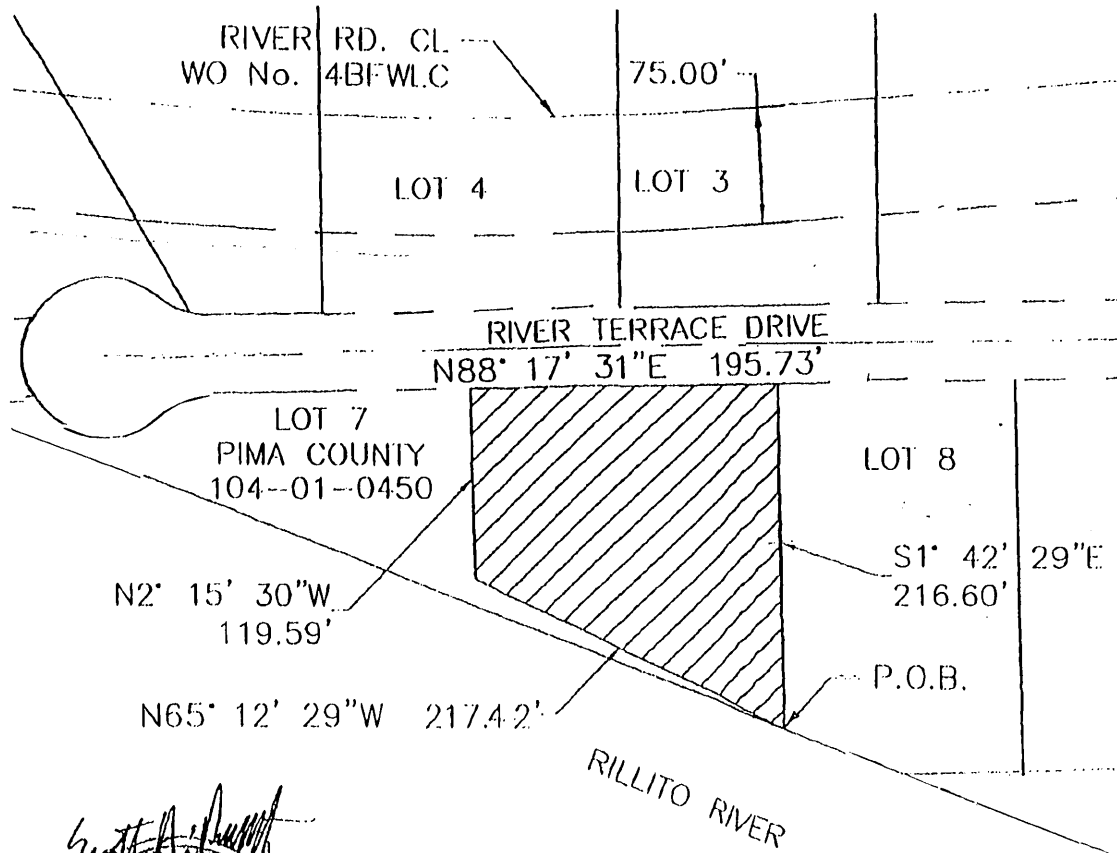 RIVER RD. CL
WO No. 4BFWLC
75.00'
LOT 4
LOT 3
RIVER TERRACE DRIVE
N88° 17' 31"E 195.73'
LOT 7
PIMA COUNTY
104-01-0450
LOT 8
S1° 42' 29"E
216.60'
N2° 15' 30"W
119.59'
P.O.B.
N65° 12' 29"W 217.42'
RILLITO RIVER